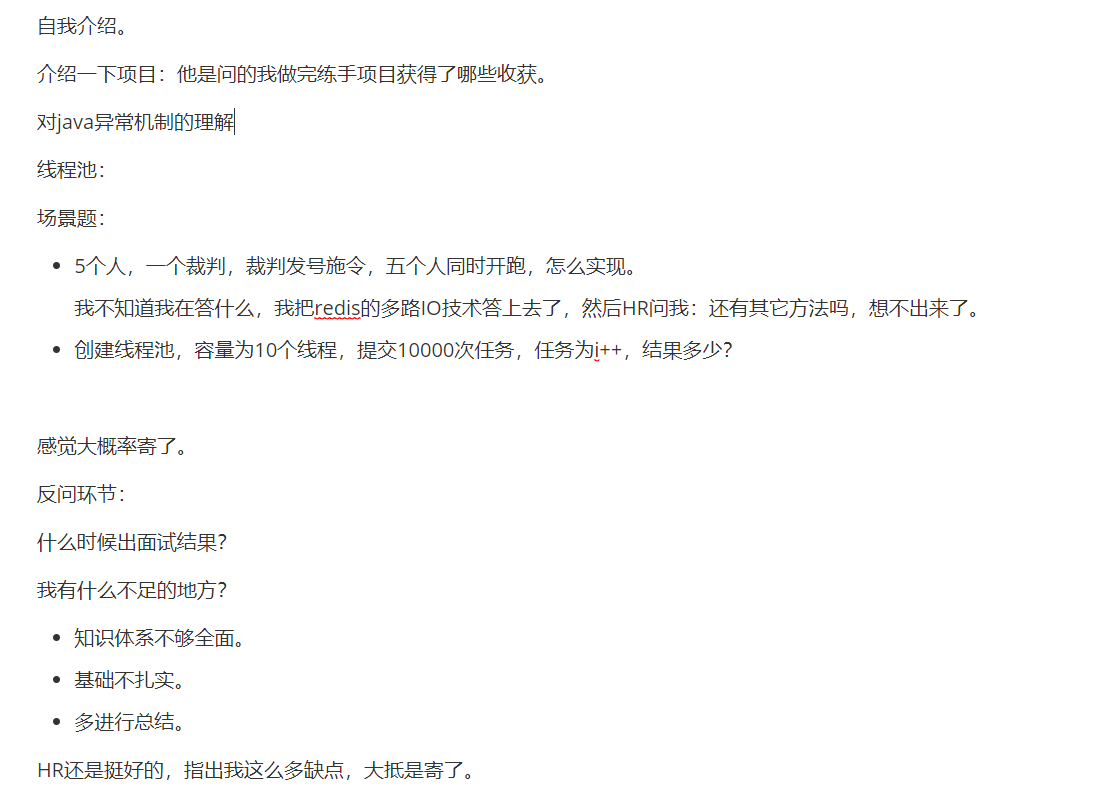 自我介绍。
介绍一下项目：他是问的我做完练手项目获得了哪些收获。
对java异常机制的理解
线程池：
场景题：
5个人，一个裁判，裁判发号施令，五个人同时开跑，怎么实现。
我不知道我在答什么，我把redis的多路IO技术答上去了，然后HR问我：还有其它方法吗，想不出来了。
创建线程池，容量为10个线程，提交10000次任务，任务为i++，结果多少？
感觉大概率寄了。
反问环节：
什么时候出面试结果？
我有什么不足的地方？
知识体系不够全面。
基础不扎实。
多进行总结。
HR还是挺好的，指出我这么多缺点，大抵是寄了。